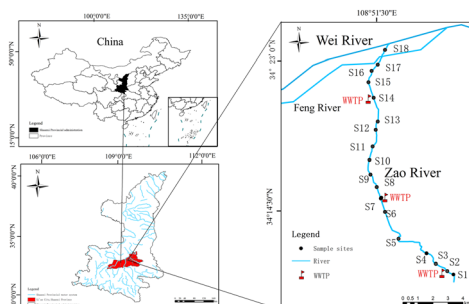 100°0'0"E
135°0'0"E
China
50°0'0"N
15°0'0"N
Legend
106°0'0"E
109°0'0"E
112°0'0"E
40°0'0"N
35°0'0"N
30°0'0"N
Legend
108°51'30"E
Wei River
34° 23' 0"N
S18
S17
S16
S15
WWTP
S14
Feng River
S13
S12
S11
S10
Zao River
S9
S8
WWTP
S7
34°14'30"N
S6
S5
S4
S3
S2
WWTP
S1
Legend
Sample sites
River
WWTP
0 0.5 1 2 3 4